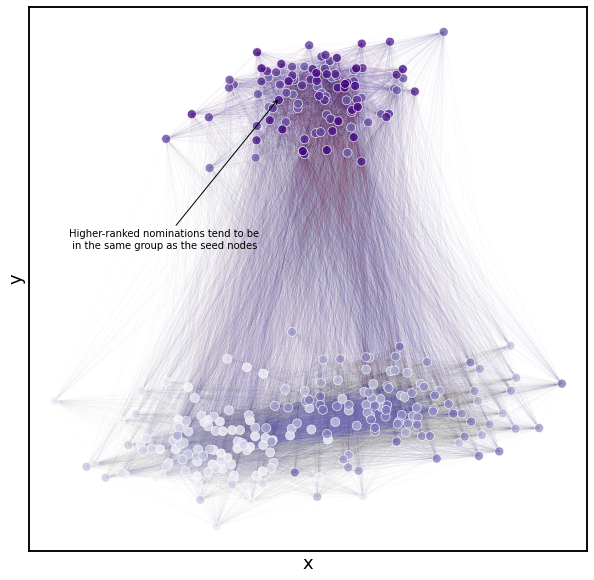 Higher-ranked nominations tend to be
in the same group as the seed nodes
y
x